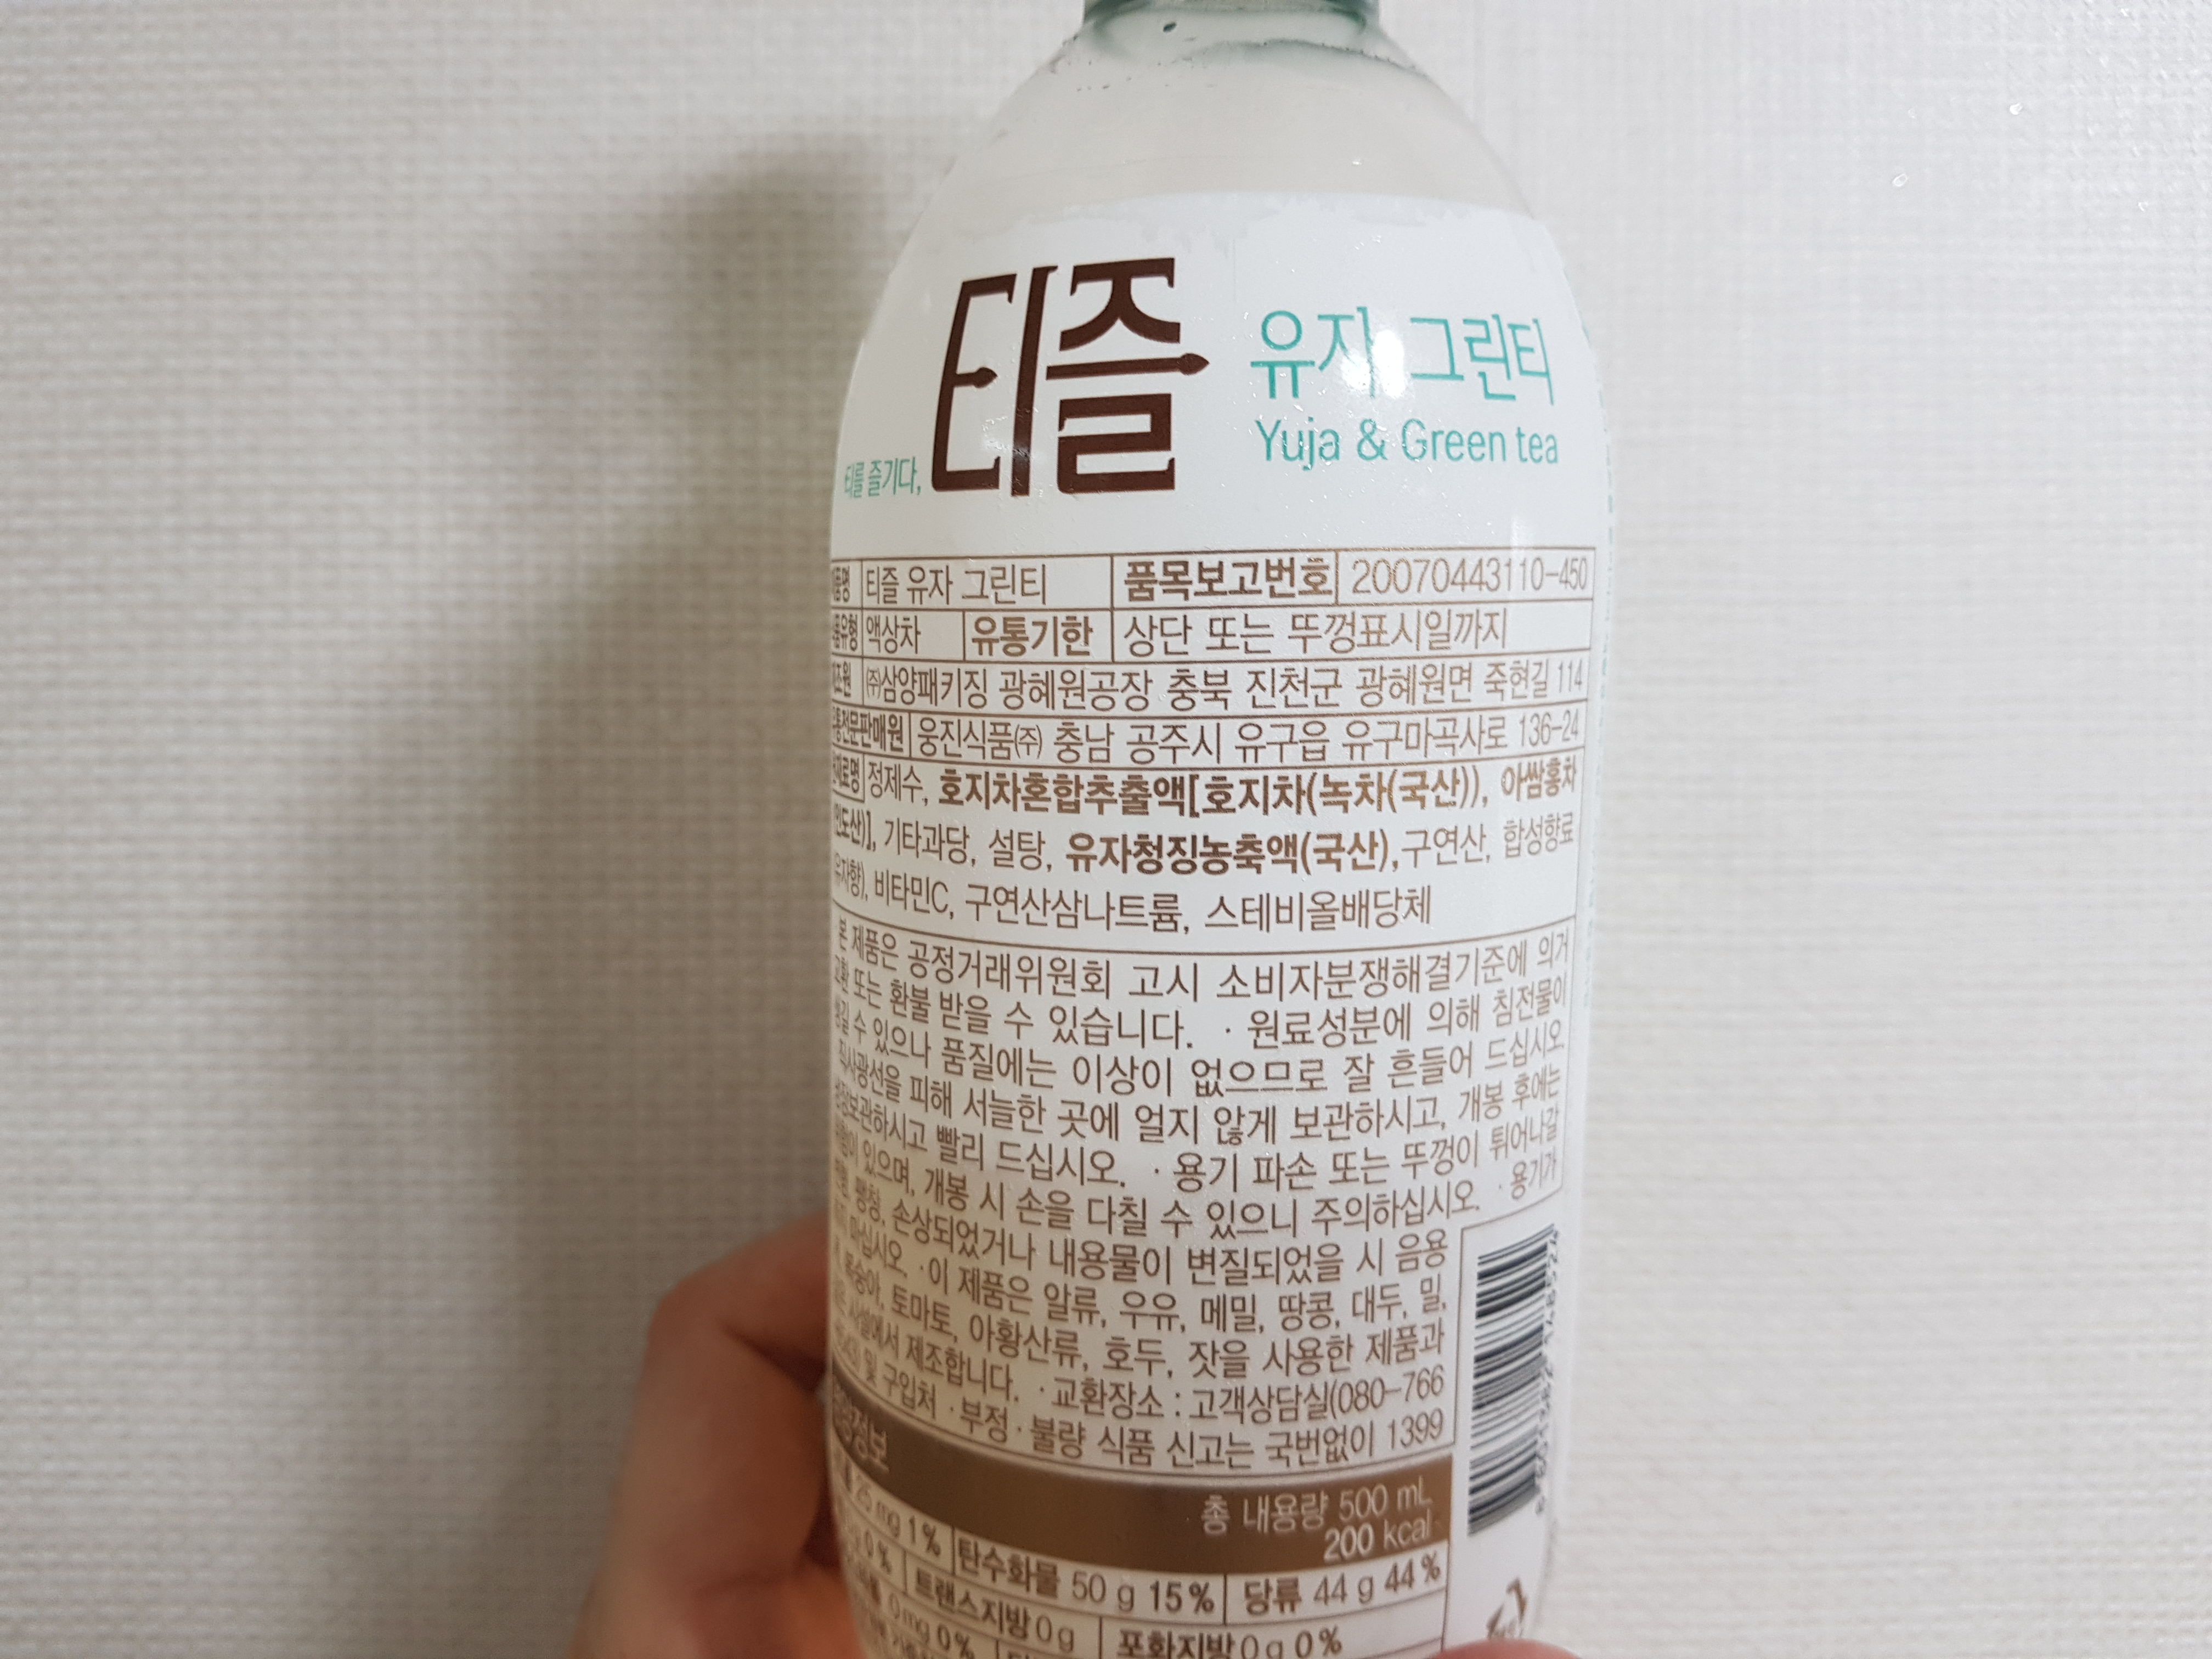 티를 즐기다,
티즐
유자 그린티
Yuja & Green tea
티즐 유자 그린티 품목보고번호 20070443110-450
액상차 유통기한 상단 또는 뚜껑표시일까지
㈜삼양패키징 광혜원공장 충북 진천군 광혜원면 죽현길 114
웅진식품㈜ 충남 공주시 유구읍 유구마곡사로 136-24
정제수, 호지차혼합추출액[호지차(녹차(국산)), 아쌈홍차
기타과당, 설탕, 유자청징농축액(국산), 구연산, 합성향료
비타민C, 구연산삼나트륨, 스테비올배당체
본 제품은 공정거래위원회 고시 소비자분쟁해결기준에 의거
또는 환불 받을 수 있습니다. · 원료성분에 의해 침전물이
수 있으나 품질에는 이상이 없으므로 잘 흔들어 드십시오
직사광선을 피해 서늘한 곳에 얼지 않게 보관하시고, 개봉 후에는
빨리 드십시오. · 용기 파손 또는 뚜껑이 튀어나갈
있으며, 개봉 시 손을 다칠 수 있으니 주의하십시오. · 용기가
팽창, 손상되었거나 내용물이 변질되었을 시 음용
마십시오. · 이 제품은 알류, 우유, 메밀, 땅콩, 대두, 밀,
복숭아, 토마토, 아황산류, 호두, 잣을 사용한 제품과
제조합니다. · 교환장소 : 고객상담실(080-766
및 구입처 · 부정 · 불량 식품 신고는 국번없이 1399
총 내용량 500 mL
200 kcal
25 mg 1% 탄수화물 50 g 15% 당류 44 g 44%
0% 트랜스지방 0 g 포화지방 0 g 0%
0 mg 0%